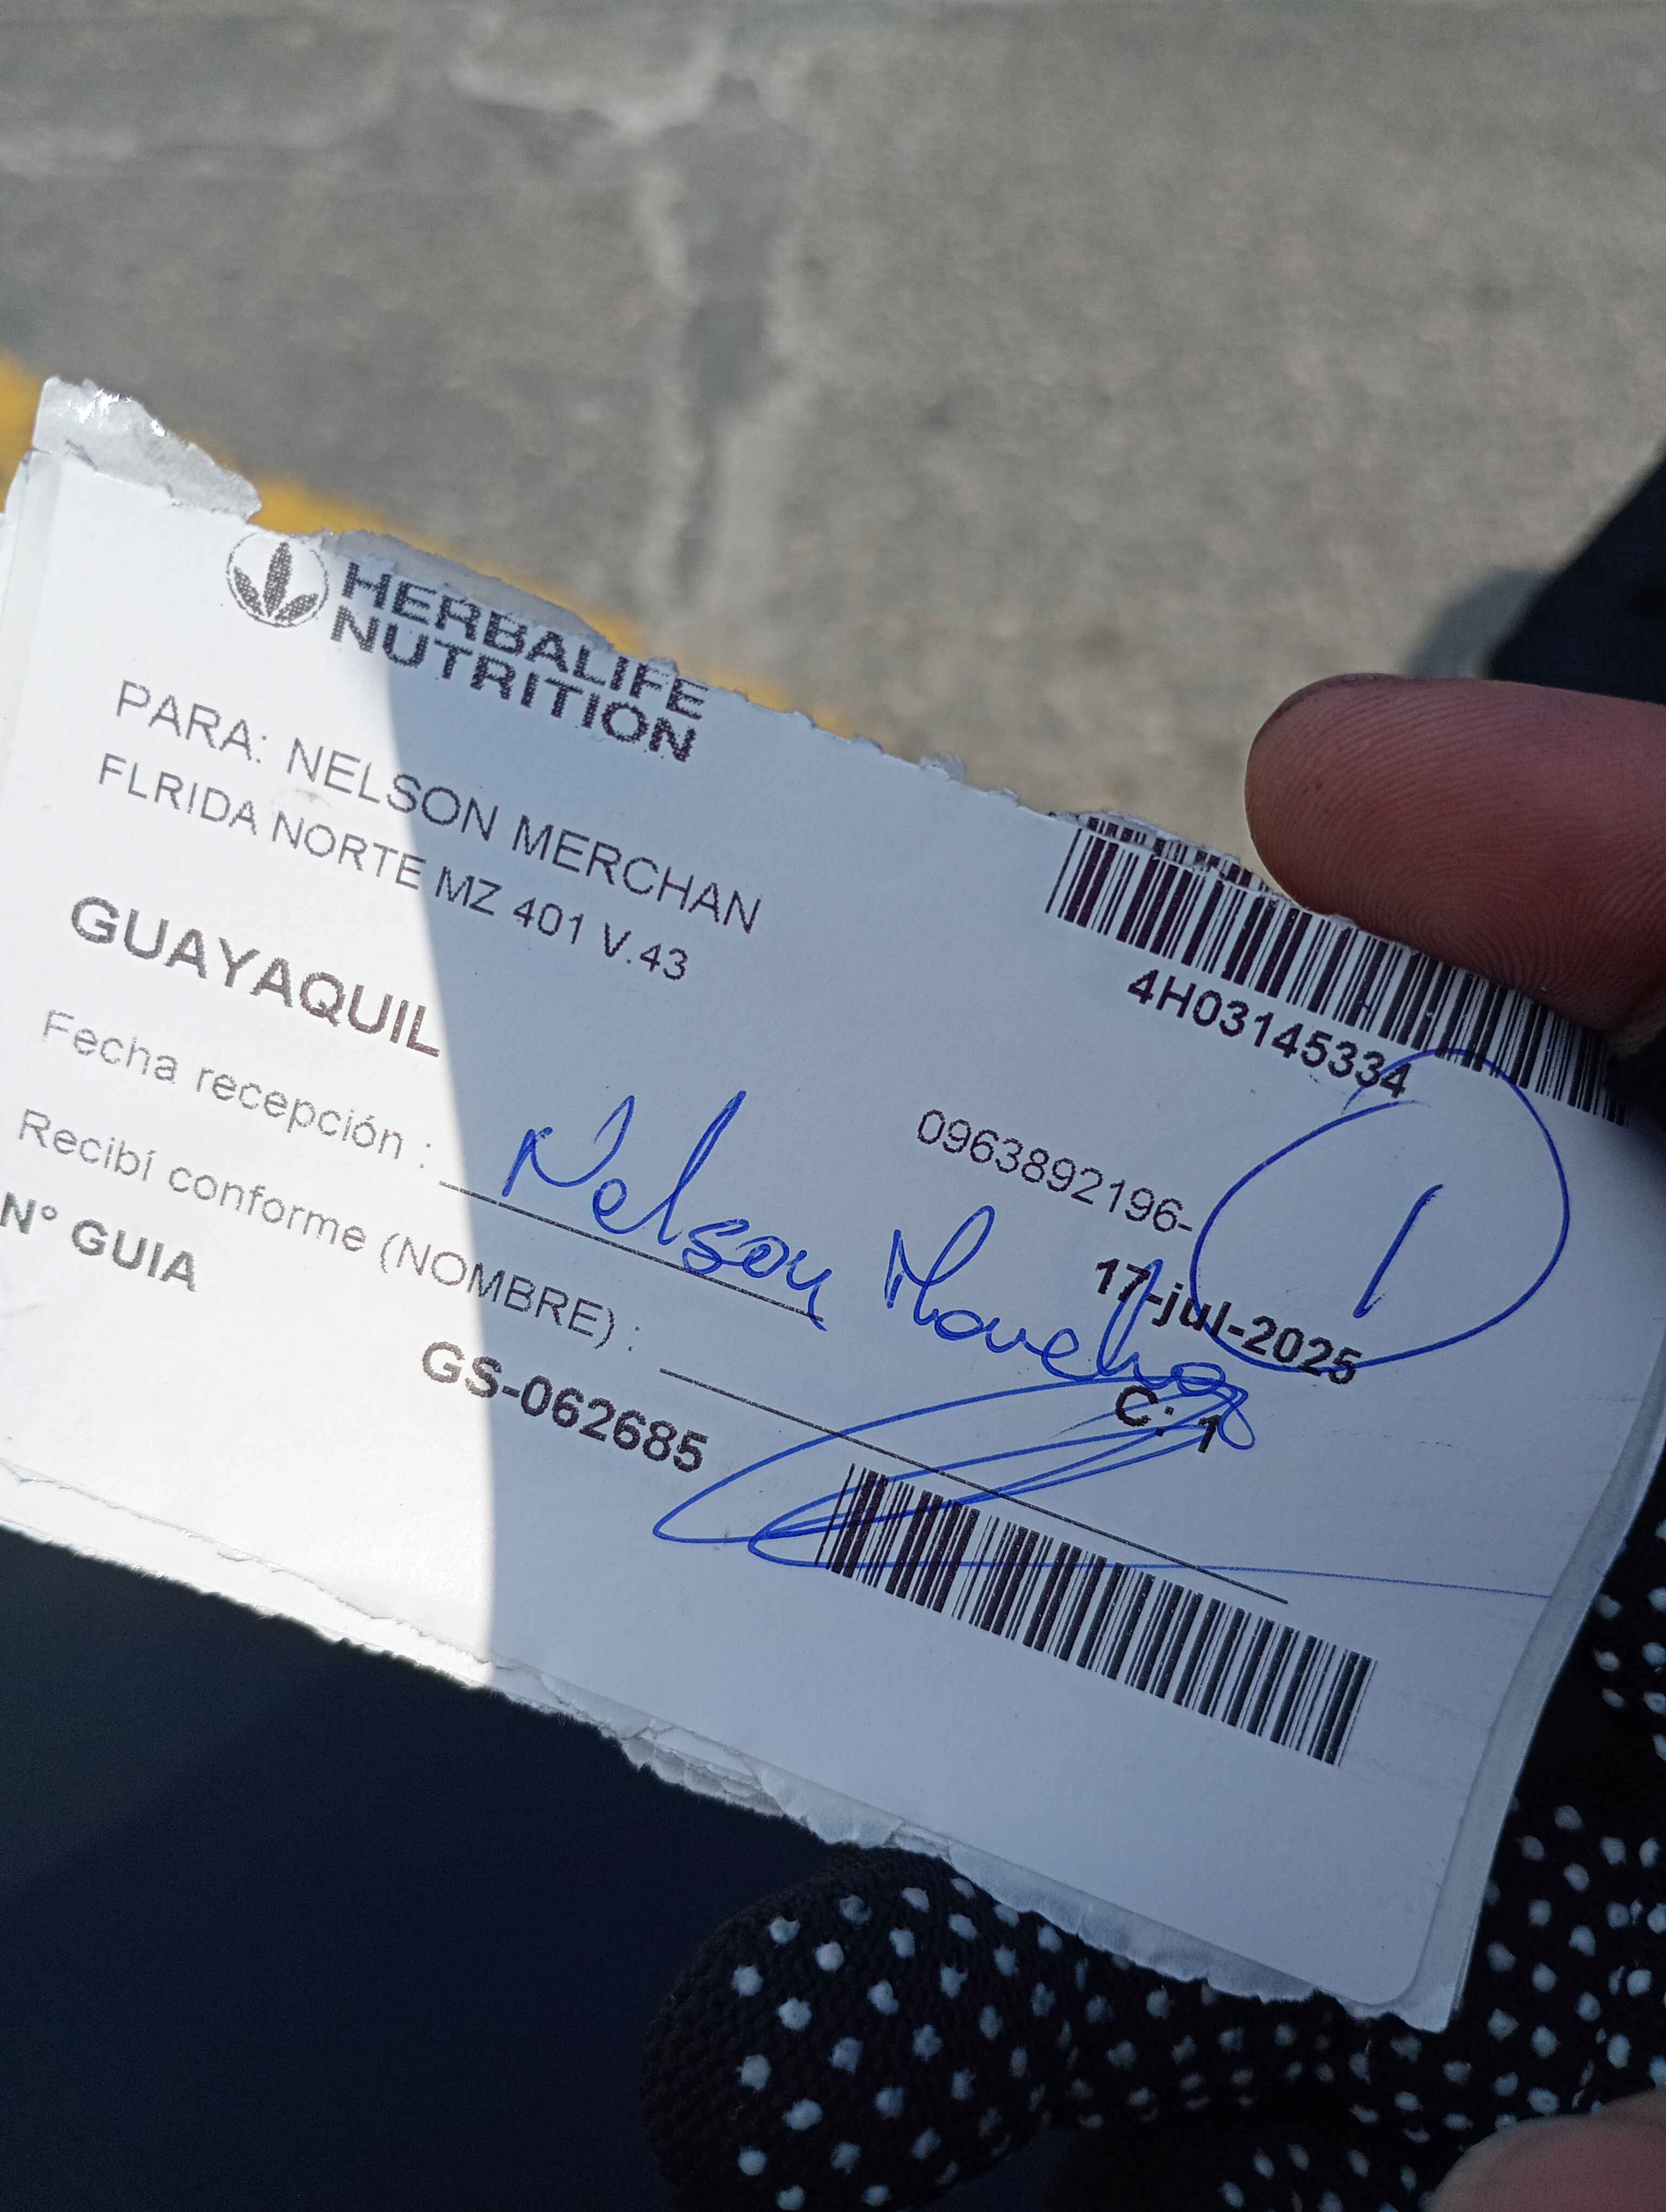 HERBALIFE
NUTRITION
PARA: NELSON MERCHAN
FLRIDA NORTE MZ 401 V.43
GUAYAQUIL
4H03145334
0963892196-
1
17-jul-2025
C: 1
Fecha recepción :
Nelson
Recibí conforme (NOMBRE) :
N° GUIA
GS-062685